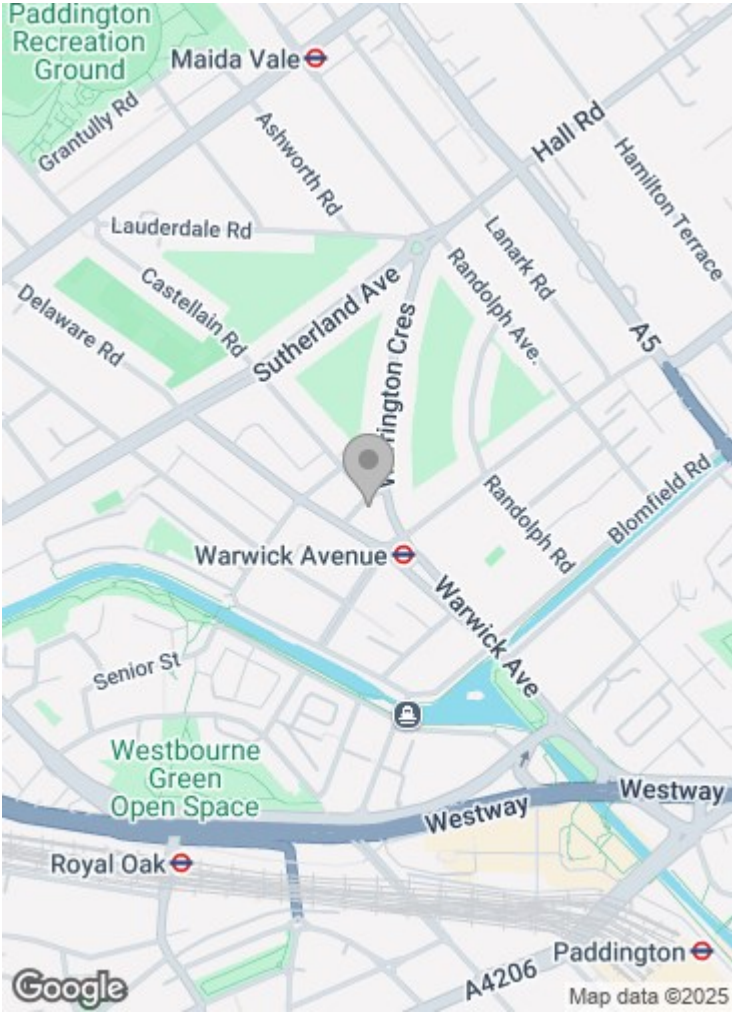 Paddington
Recreation
Ground
Maida Vale
Grantully Rd
Ashworth Rd
Hall Rd
Hamilton Terrace
Lauderdale Rd
Lanark Rd
Castellain Rd
Randolph Ave.
Delaware Rd
Sutherland Ave
A5
Warrington Cres
Randolph Rd
Blomfield Rd
Warwick Avenue
Warwick Ave
Senior St
Westbourne
Green
Open Space
Westway
Westway
Royal Oak
Paddington
A4206
Google
Map data ©2025